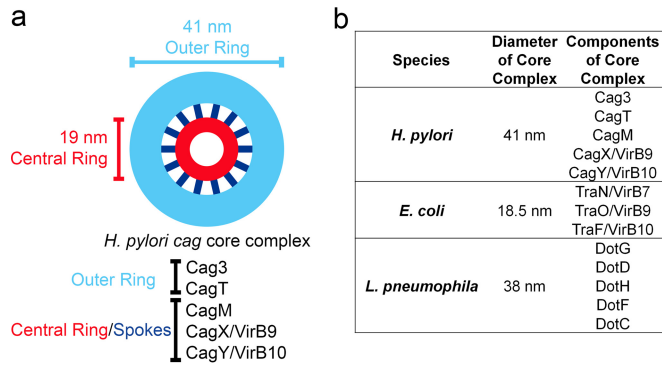 a
41 nm
Outer Ring
19 nm
Central Ring
H. pylori cag core complex
Outer Ring
Cag3
CagT
Central Ring/Spokes
CagM
CagX/VirB9
CagY/VirB10
b
Species
Diameter
of Core
Complex
Components
of Core
Complex
H. pylori
41 nm
Cag3
CagT
CagM
CagX/VirB9
CagY/VirB10
E. coli
18.5 nm
TraN/VirB7
TraO/VirB9
TraF/VirB10
L. pneumophila
38 nm
DotG
DotD
DotH
DotF
DotC